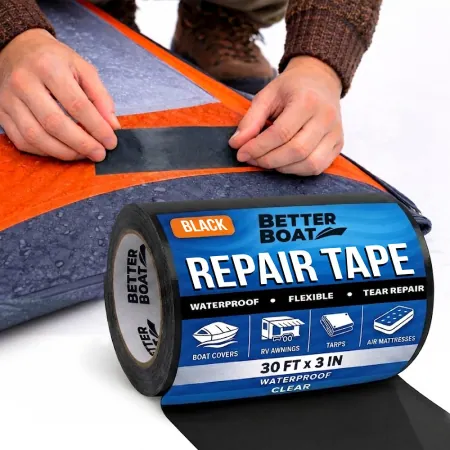 BLACK
BETTER
BOAT
REPAIR TAPE
WATERPROOF • FLEXIBLE • TEAR REPAIR
BOAT COVERS
RV AWNINGS
TARPS
AIR MATTRESSES
30 FT x 3 IN
WATERPROOF
CLEAR
BETTER
BOAT